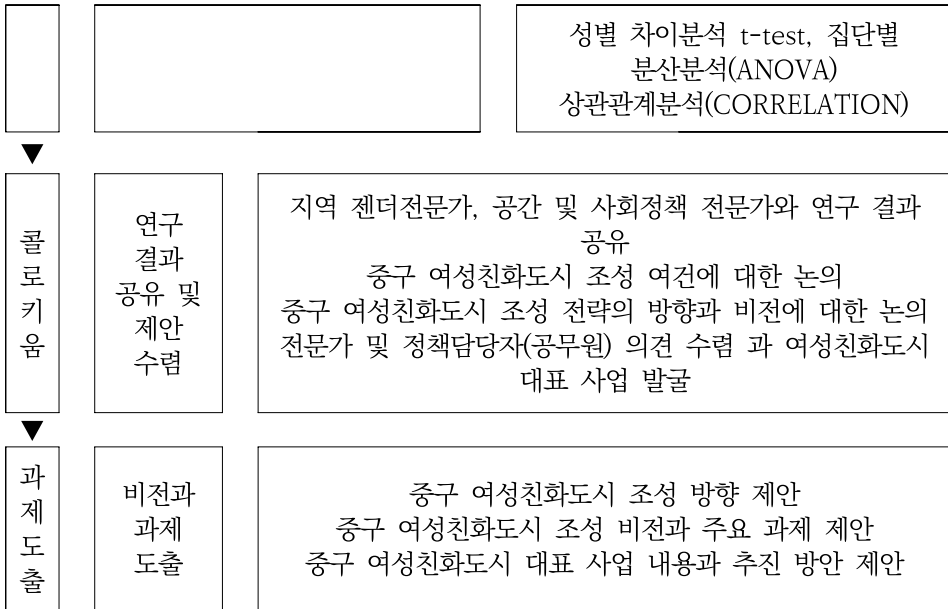 성별 차이분석 t-test, 집단별
분산분석(ANOVA)
상관관계분석(CORRELATION)
▼
콜
로
키
움
연구
결과
공유 및
제안
수렴
지역 젠더전문가, 공간 및 사회정책 전문가와 연구 결과
공유
중구 여성친화도시 조성 여건에 대한 논의
중구 여성친화도시 조성 전략의 방향과 비전에 대한 논의
전문가 및 정책담당자(공무원) 의견 수렴 과 여성친화도시
대표 사업 발굴
▼
과
제
도
출
비전과
과제
도출
중구 여성친화도시 조성 방향 제안
중구 여성친화도시 조성 비전과 주요 과제 제안
중구 여성친화도시 대표 사업 내용과 추진 방안 제안